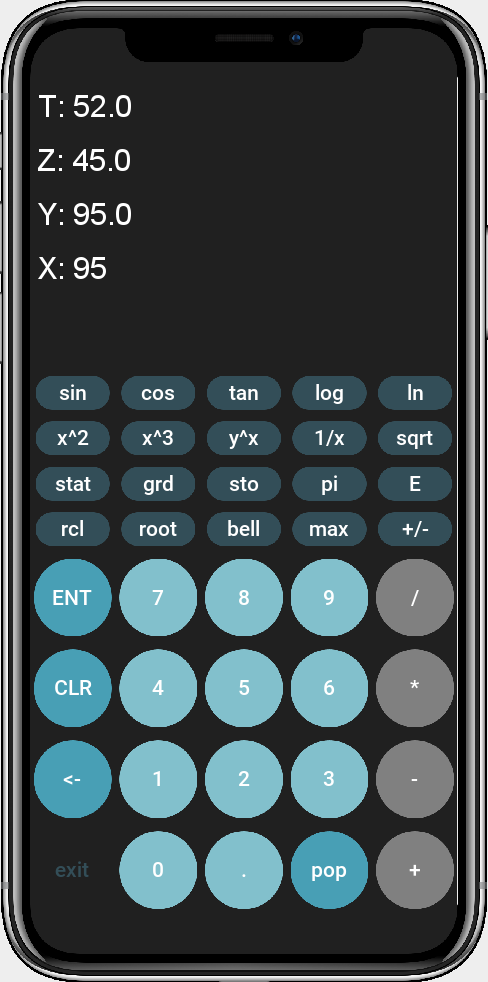 T: 52.0
Z: 45.0
Y: 95.0
X: 95
sin cos tan log ln
x^2 x^3 y^x 1/x sqrt
stat grd sto pi E
rcl root bell max +/-
ENT 7 8 9 /
CLR 4 5 6 *
<- 1 2 3 -
exit 0 . pop +